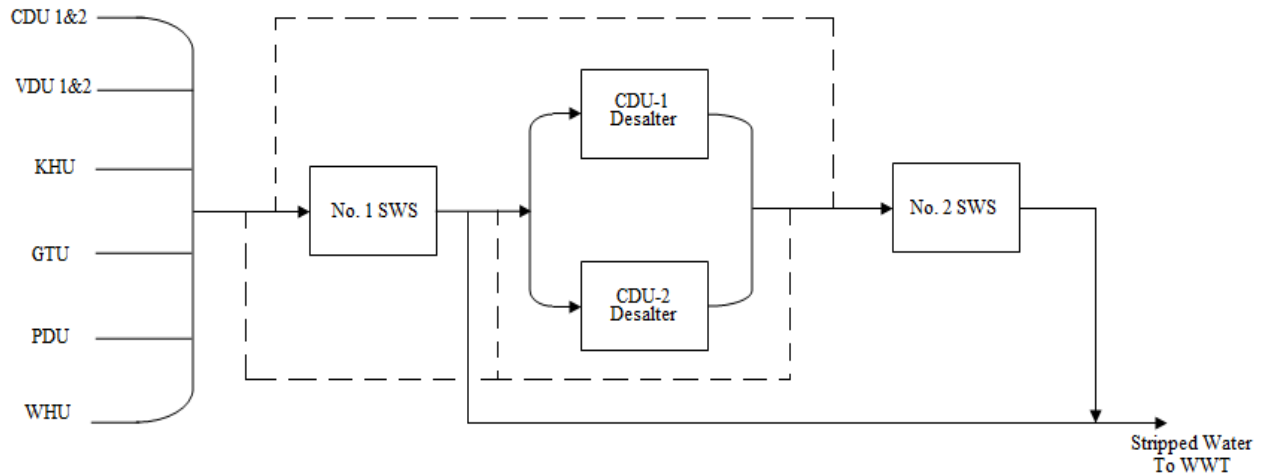 CDU 1&2
VDU 1&2
KHU
GTU
PDU
WHU
No. 1 SWS
CDU-1
Desalter
CDU-2
Desalter
No. 2 SWS
Stripped Water
To WWT